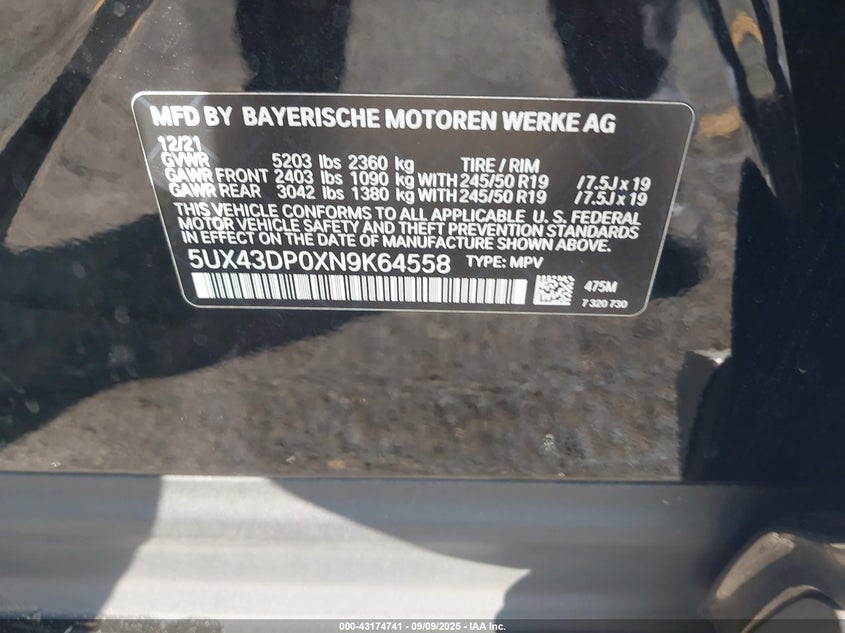 MFD BY BAYERISCHE MOTOREN WERKE AG
12/21
GVWR 5203 lbs 2360 kg TIRE / RIM
GAWR FRONT 2403 lbs 1090 kg WITH 245/50 R19 /7.5J x 19
GAWR REAR 3042 lbs 1380 kg WITH 245/50 R19 /7.5J x 19
THIS VEHICLE CONFORMS TO ALL APPLICABLE U. S. FEDERAL
MOTOR VEHICLE SAFETY AND THEFT PREVENTION STANDARDS
IN EFFECT ON THE DATE OF MANUFACTURE SHOWN ABOVE.
5UX43DP0XN9K64558 TYPE: MPV
475M
7 320 730
000-43174741 - 09/09/2025 - IAA Inc.